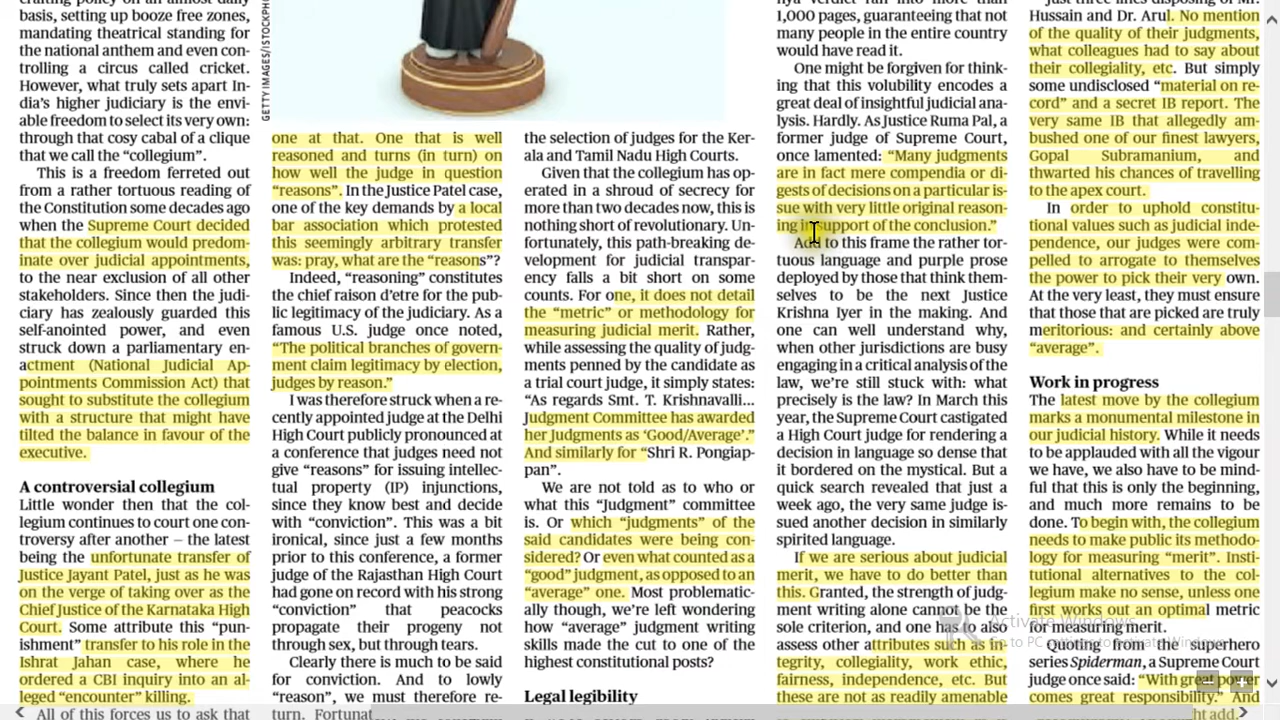 crafting policy on an almost daily
basis, setting up booze free zones,
mandating theatrical standing for
the national anthem and even con-
trolling a circus called cricket.
However, what truly sets apart In-
dia's higher judiciary is the envi-
able freedom to select its very own:
through that cosy cabal of a clique
that we call the “collegium”.
This is a freedom ferreted out
from a rather tortuous reading of
the Constitution some decades ago
when the Supreme Court decided
that the collegium would predom-
inate over judicial appointments,
to the near exclusion of all other
stakeholders. Since then the judi-
ciary has zealously guarded this
self-anointed power, and even
struck down a parliamentary en-
actment (National Judicial Ap-
pointments Commission Act) that
sought to substitute the collegium
with a structure that might have
tilted the balance in favour of the
executive.
A controversial collegium
Little wonder then that the col-
legium continues to court one con-
troversy after another — the latest
being the unfortunate transfer of
Justice Jayant Patel, just as he was
on the verge of taking over as the
Chief Justice of the Karnataka High
Court. Some attribute this “pun-
ishment” transfer to his role in the
Ishrat Jahan case, where he
ordered a CBI inquiry into an al-
leged “encounter” killing.
All of this forces us to ask that
GETTY IMAGES/ISTOCKPH
one at that. One that is well
reasoned and turns (in turn) on
how well the judge in question
“reasons”. In the Justice Patel case,
one of the key demands by a local
bar association which protested
this seemingly arbitrary transfer
was: pray, what are the “reasons”?
Indeed, “reasoning” constitutes
the chief raison d'etre for the pub-
lic legitimacy of the judiciary. As a
famous U.S. judge once noted,
“The political branches of govern-
ment claim legitimacy by election,
judges by reason.”
I was therefore struck when a re-
cently appointed judge at the Delhi
High Court publicly pronounced at
a conference that judges need not
give “reasons” for issuing intellec-
tual property (IP) injunctions,
since they know best and decide
with “conviction”. This was a bit
ironical, since just a few months
prior to this conference, a former
judge of the Rajasthan High Court
had gone on record with his strong
“conviction” that peacocks
propagate their progeny not
through sex, but through tears.
Clearly there is much to be said
for conviction. And to lowly
“reason”, we must therefore re-
turn. Fortunat
the selection of judges for the Ker-
ala and Tamil Nadu High Courts.
Given that the collegium has op-
erated in a shroud of secrecy for
more than two decades now, this is
nothing short of revolutionary. Un-
fortunately, this path-breaking de-
velopment for judicial transpar-
ency falls a bit short on some
counts. For one, it does not detail
the “metric” or methodology for
measuring judicial merit. Rather,
while assessing the quality of judg-
ments penned by the candidate as
a trial court judge, it simply states:
“As regards Smt. T. Krishnavalli...
Judgment Committee has awarded
her Judgments as ‘Good/Average’.”
And similarly for “Shri R. Pongiap-
pan”.
We are not told as to who or
what this “Judgment” committee
is. Or which “judgments” of the
said candidates were being con-
sidered? Or even what counted as a
“good” judgment, as opposed to an
“average” one. Most problematic-
ally though, we're left wondering
how “average” judgment writing
skills made the cut to one of the
highest constitutional posts?
Legal legibility
nya verdict ran into more than
1,000 pages, guaranteeing that not
many people in the entire country
would have read it.
One might be forgiven for think-
ing that this volubility encodes a
great deal of insightful judicial ana-
lysis. Hardly. As Justice Ruma Pal, a
former judge of Supreme Court,
once lamented: “Many judgments
are in fact mere compendia or di-
gests of decisions on a particular is-
sue with very little original reason-
ing in support of the conclusion.”
Add to this frame the rather tor-
tuous language and purple prose
deployed by those that think them-
selves to be the next Justice
Krishna Iyer in the making. And
one can well understand why,
when other jurisdictions are busy
engaging in a critical analysis of the
law, we're still stuck with: what
precisely is the law? In March this
year, the Supreme Court castigated
a High Court judge for rendering a
decision in language so dense that
it bordered on the mystical. But a
quick search revealed that just a
week ago, the very same judge is-
sued another decision in similarly
spirited language.
If we are serious about judicial
merit, we have to do better than
this. Granted, the strength of judg-
ment writing alone cannot be the
sole criterion, and one has to also
assess other attributes such as in-
tegrity, collegiality, work ethic,
fairness, independence, etc. But
these are not as readily amenable
just three lines disposing of Mr.
Hussain and Dr. Arul. No mention
of the quality of their judgments,
what colleagues had to say about
their collegiality, etc. But simply
some undisclosed “material on re-
cord” and a secret IB report. The
very same IB that allegedly am-
bushed one of our finest lawyers,
Gopal Subramanium, and
thwarted his chances of travelling
to the apex court.
In order to uphold constitu-
tional values such as judicial inde-
pendence, our judges were com-
pelled to arrogate to themselves
the power to pick their very own.
At the very least, they must ensure
that those that are picked are truly
meritorious: and certainly above
“average”.
Work in progress
The latest move by the collegium
marks a monumental milestone in
our judicial history. While it needs
to be applauded with all the vigour
we have, we also have to be mind-
ful that this is only the beginning,
and much more remains to be
done. To begin with, the collegium
needs to make public its methodo-
logy for measuring “merit”. Insti-
tutional alternatives to the col-
legium make no sense, unless one
first works out an optimal metric
for measuring merit.
Quoting from the superhero
series Spiderman, a Supreme Court
judge once said: “With great power
comes great responsibility.” And
ht add,
Activate Windows
Go to PC settings to activate Windows.